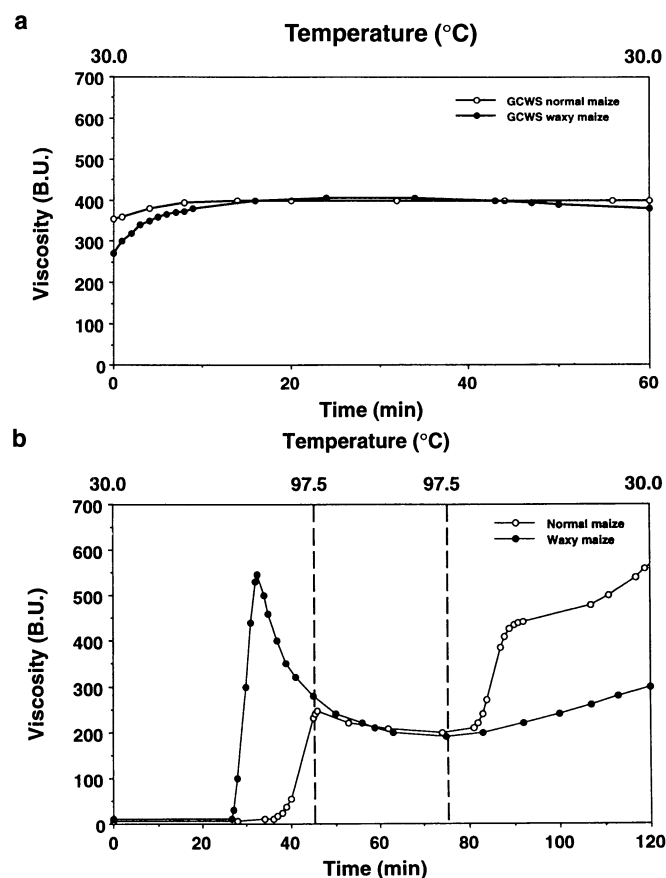 a
Temperature (°C)
30.0 30.0
700
600
500
400
300
200
100
0
Viscosity (B.U.)
GCWS normal maize
GCWS waxy maize
0 20 40 60
Time (min)
b
Temperature (°C)
30.0 97.5 97.5 30.0
700
600
500
400
300
200
100
0
Viscosity (B.U.)
Normal maize
Waxy maize
0 20 40 60 80 100 120
Time (min)